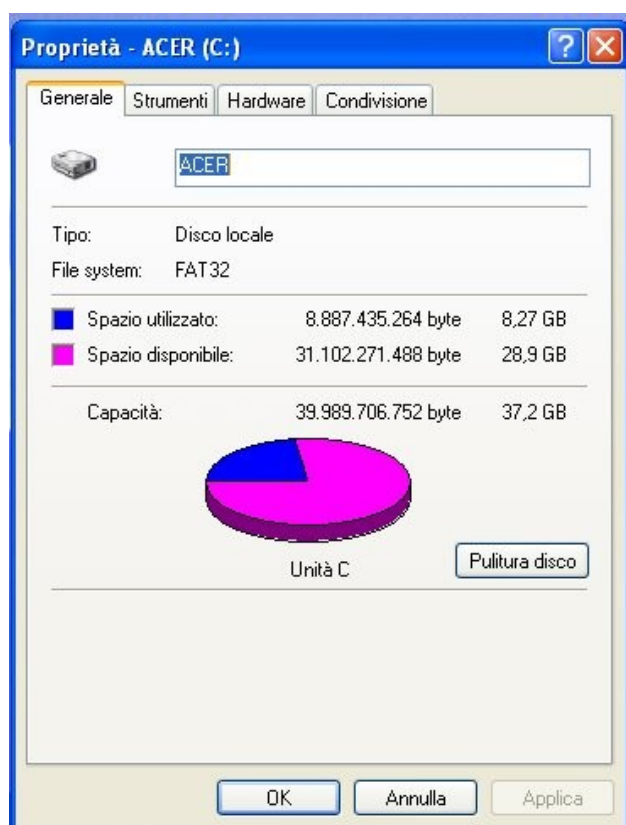 Proprietà - ACER (C:)
Generale Strumenti Hardware Condivisione
ACER
Tipo: Disco locale
File system: FAT32
Spazio utilizzato: 8.887.435.264 byte 8,27 GB
Spazio disponibile: 31.102.271.488 byte 28,9 GB
Capacità: 39.989.706.752 byte 37,2 GB
Unità C
Pulitura disco
OK Annulla Applica